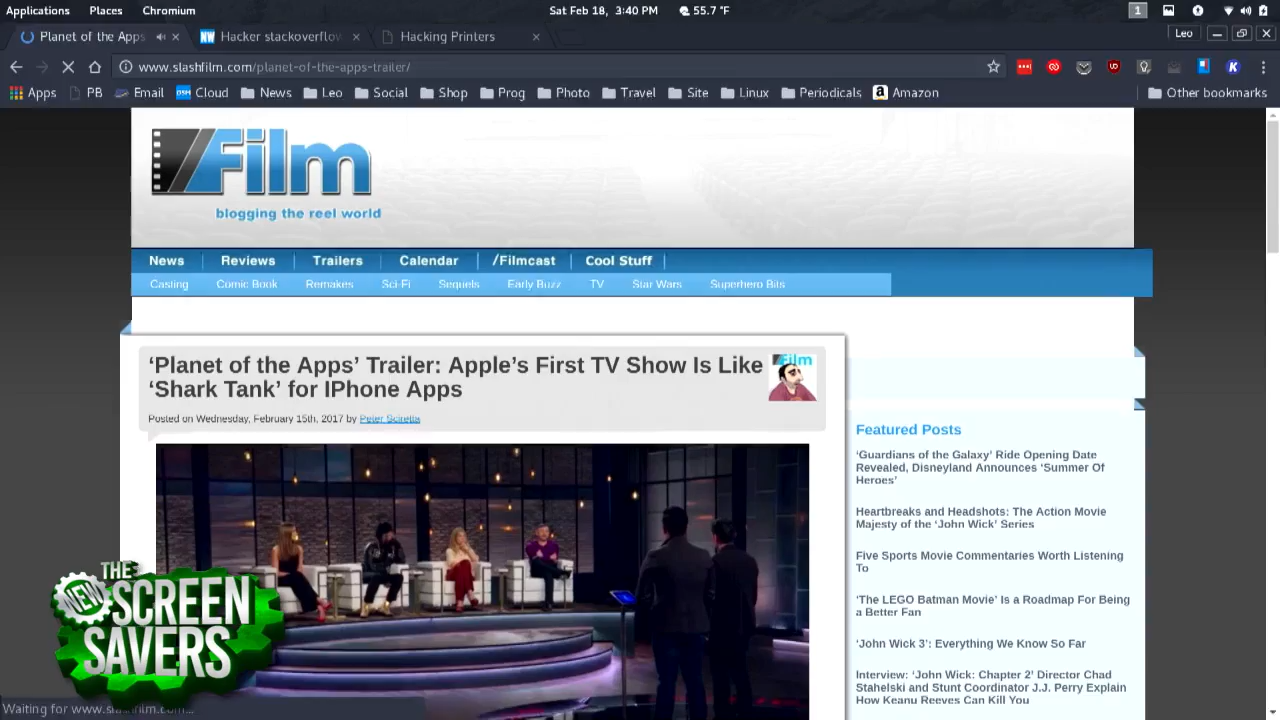 Applications Places Chromium Sat Feb 18, 3:40 PM 55.7 °F 1
Planet of the Apps Hacker stackoverflow Hacking Printers Leo
www.slashfilm.com/planet-of-the-apps-trailer/
Apps PB Email Cloud News Leo Social Shop Prog Photo Travel Site Linux Periodicals Amazon Other bookmarks
/Film
blogging the reel world
News Reviews Trailers Calendar /Filmcast Cool Stuff
Casting Comic Book Remakes Sci-Fi Sequels Early Buzz TV Star Wars Superhero Bits
‘Planet of the Apps’ Trailer: Apple’s First TV Show Is Like
‘Shark Tank’ for IPhone Apps
Posted on Wednesday, February 15th, 2017 by Peter Sciretta
Featured Posts
‘Guardians of the Galaxy’ Ride Opening Date
Revealed, Disneyland Announces ‘Summer Of
Heroes’
Heartbreaks and Headshots: The Action Movie
Majesty of the ‘John Wick’ Series
Five Sports Movie Commentaries Worth Listening
To
‘The LEGO Batman Movie’ Is a Roadmap For Being
a Better Fan
‘John Wick 3’: Everything We Know So Far
Interview: ‘John Wick: Chapter 2’ Director Chad
Stahelski and Stunt Coordinator J.J. Perry Explain
How Keanu Reeves Can Kill You
THE
NEW SCREEN
SAVERS
Waiting for www.slashfilm.com...